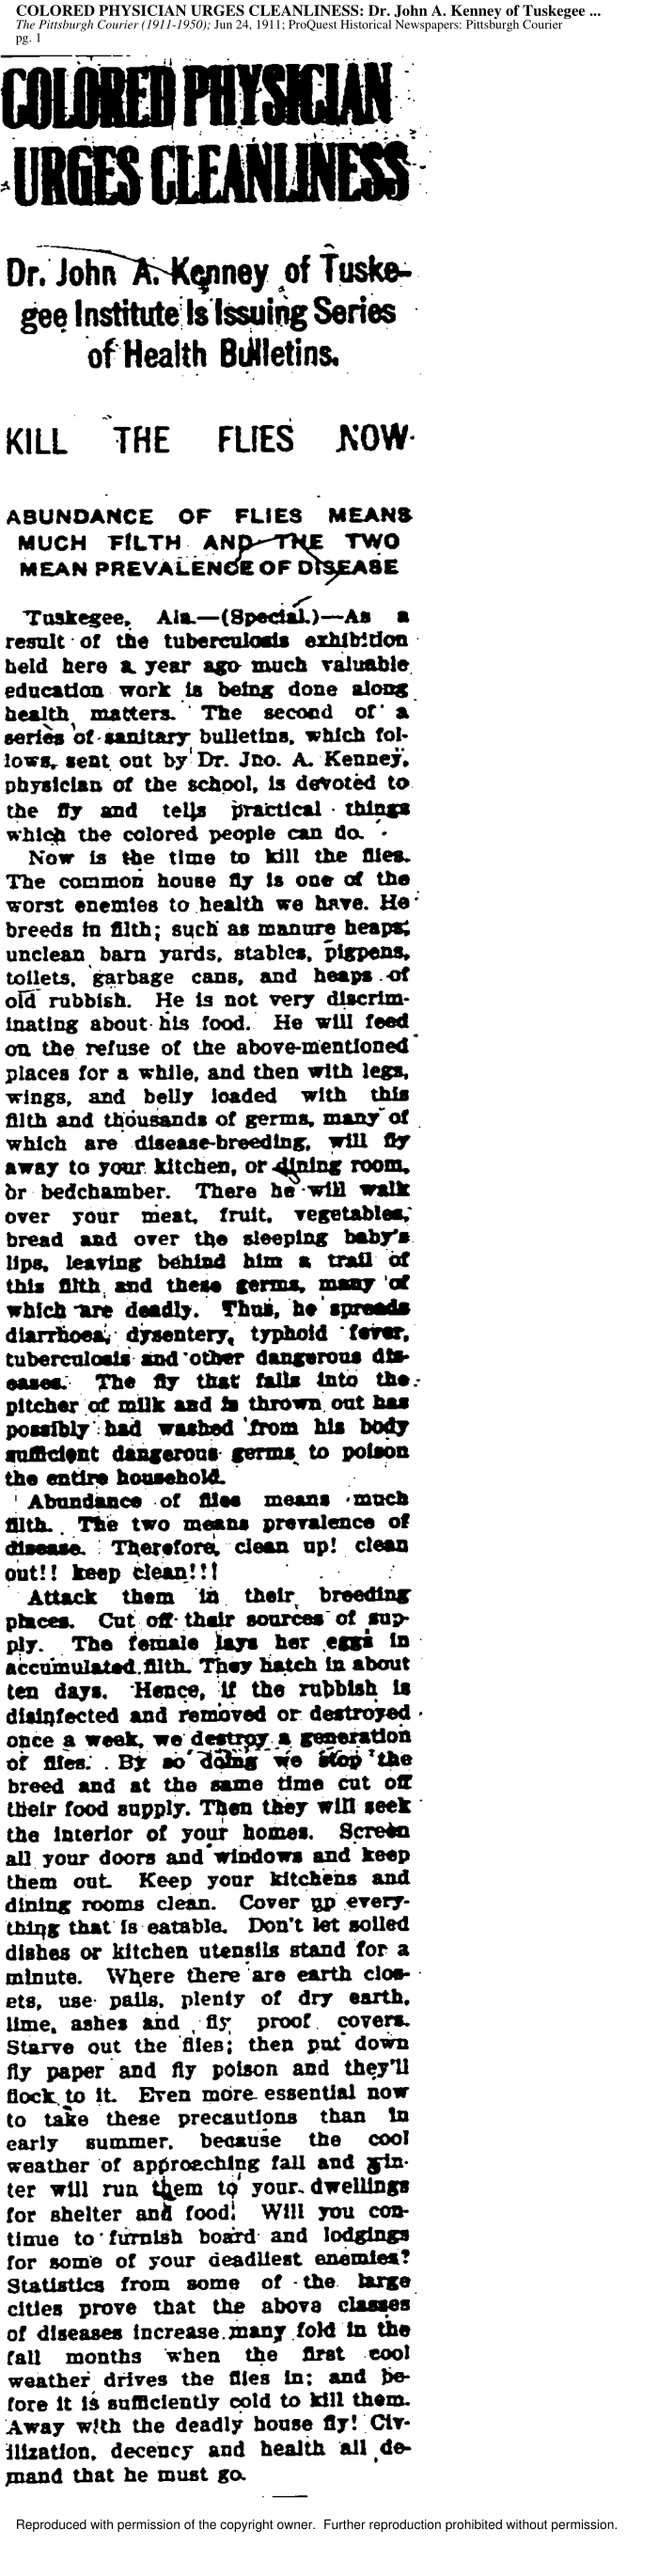 COLORED PHYSICIAN URGES CLEANLINESS: Dr. John A. Kenney of Tuskegee ...
The Pittsburgh Courier (1911-1950); Jun 24, 1911; ProQuest Historical Newspapers: Pittsburgh Courier
pg. 1
COLORED PHYSICIAN
URGES CLEANLINESS
Dr. John A. Kenney of Tuske-
gee Institute Is Issuing Series
of Health Bulletins.
KILL THE FLIES NOW
ABUNDANCE OF FLIES MEANS
MUCH FILTH AND THE TWO
MEAN PREVALENCE OF DISEASE
Tuskegee, Ala.—(Special.)—As a
result of the tuberculosis exhibition
held here a year ago much valuable
education work is being done along
health matters. The second of a
series of sanitary bulletins, which fol-
lows, sent out by Dr. Jno. A. Kenney,
physician of the school, is devoted to
the fly and tells practical things
which the colored people can do.
Now is the time to kill the flies.
The common house fly is one of the
worst enemies to health we have. He
breeds in filth; such as manure heaps,
unclean barn yards, stables, pigpens,
toilets, garbage cans, and heaps of
old rubbish. He is not very discrim-
inating about his food. He will feed
on the refuse of the above-mentioned
places for a while, and then with legs,
wings, and belly loaded with this
filth and thousands of germs, many of
which are disease-breeding, will fly
away to your kitchen, or dining room,
or bedchamber. There he will walk
over your meat, fruit, vegetables,
bread and over the sleeping baby's
lips, leaving behind him a trail of
this filth and these germs, many of
which are deadly. Thus, he spreads
diarrhoea, dysentery, typhoid fever,
tuberculosis and other dangerous dis-
eases. The fly that falls into the
pitcher of milk and is thrown out has
possibly had washed from his body
sufficient dangerous germs to poison
the entire household.
Abundance of flies means much
filth. The two means prevalence of
disease. Therefore, clean up! clean
out!! keep clean!!!
Attack them in their breeding
places. Cut off their sources of sup-
ply. The female lays her eggs in
accumulated filth. They hatch in about
ten days. Hence, if the rubbish is
disinfected and removed or destroyed
once a week, we destroy a generation
of flies. By so doing we stop the
breed and at the same time cut off
their food supply. Then they will seek
the interior of your homes. Screen
all your doors and windows and keep
them out. Keep your kitchens and
dining rooms clean. Cover up every-
thing that is eatable. Don't let soiled
dishes or kitchen utensils stand for a
minute. Where there are earth clos-
ets, use pails, plenty of dry earth,
lime, ashes and fly proof covers.
Starve out the flies; then put down
fly paper and fly poison and they'll
flock to it. Even more essential now
to take these precautions than in
early summer, because the cool
weather of approaching fall and win-
ter will run them to your dwellings
for shelter and food! Will you con-
tinue to furnish board and lodgings
for some of your deadliest enemies?
Statistics from some of the large
cities prove that the above classes
of diseases increase many fold in the
fall months when the first cool
weather drives the flies in; and be-
fore it is sufficiently cold to kill them.
Away with the deadly house fly! Civ-
ilization, decency and health all de-
mand that he must go.
Reproduced with permission of the copyright owner. Further reproduction prohibited without permission.